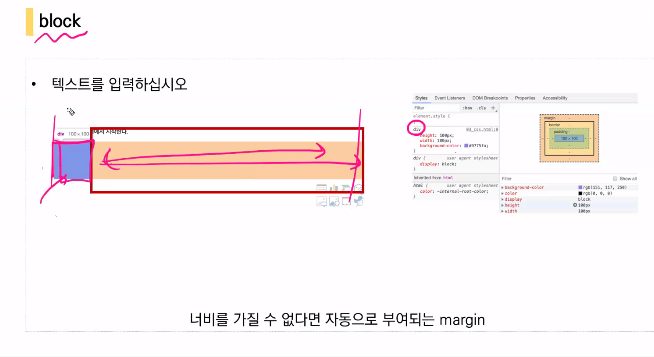 block
• 텍스트를 입력하십시오
에서 시작한다.
div 100×100
Styles Event Listeners DOM Breakpoints Properties Accessibility
Filter :hov .cls +
element.style {
}
div {
height: 100px;
width: 100px;
background-color:
}
div { user agent stylesheet
display: block;
}
Inherited from html
html { user agent stylesheet
color: -internal-root-color;
}
margin
border
padding
100 × 100
Filter Show all
background-color rgb(131, 117, 250)
color rgb(0, 0, 0)
display block
height 100px
width 100px
너비를 가질 수 없다면 자동으로 부여되는 margin